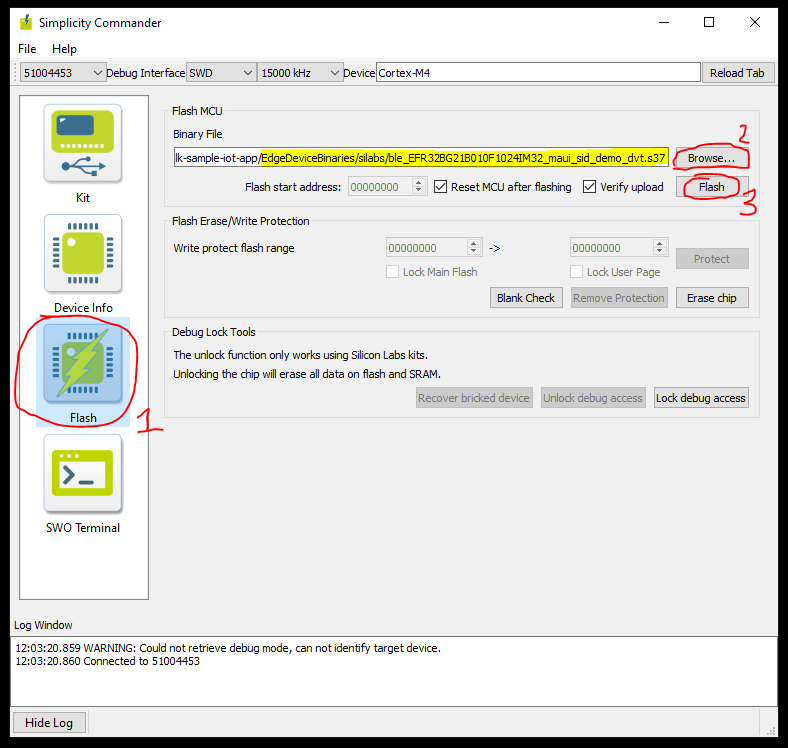 Simplicity Commander
File Help
51004453 Debug Interface SWD 15000 kHz Device Cortex-M4 Reload Tab
Kit
Device Info
Flash
1
SWO Terminal
Flash MCU
Binary File
2
lk-sample-iot-app/EdgeDeviceBinaries/silabs/ble_EFR32BG21B010F1024IM32_maui_sid_demo_dvt.s37 Browse...
Flash start address: 00000000 Reset MCU after flashing Verify upload Flash
3
Flash Erase/Write Protection
Write protect flash range 00000000 -> 00000000 Protect
Lock Main Flash Lock User Page
Blank Check Remove Protection Erase chip
Debug Lock Tools
The unlock function only works using Silicon Labs kits.
Unlocking the chip will erase all data on flash and SRAM.
Recover bricked device Unlock debug access Lock debug access
Log Window
12:03:20.859 WARNING: Could not retrieve debug mode, can not identify target device.
12:03:20.860 Connected to 51004453
Hide Log